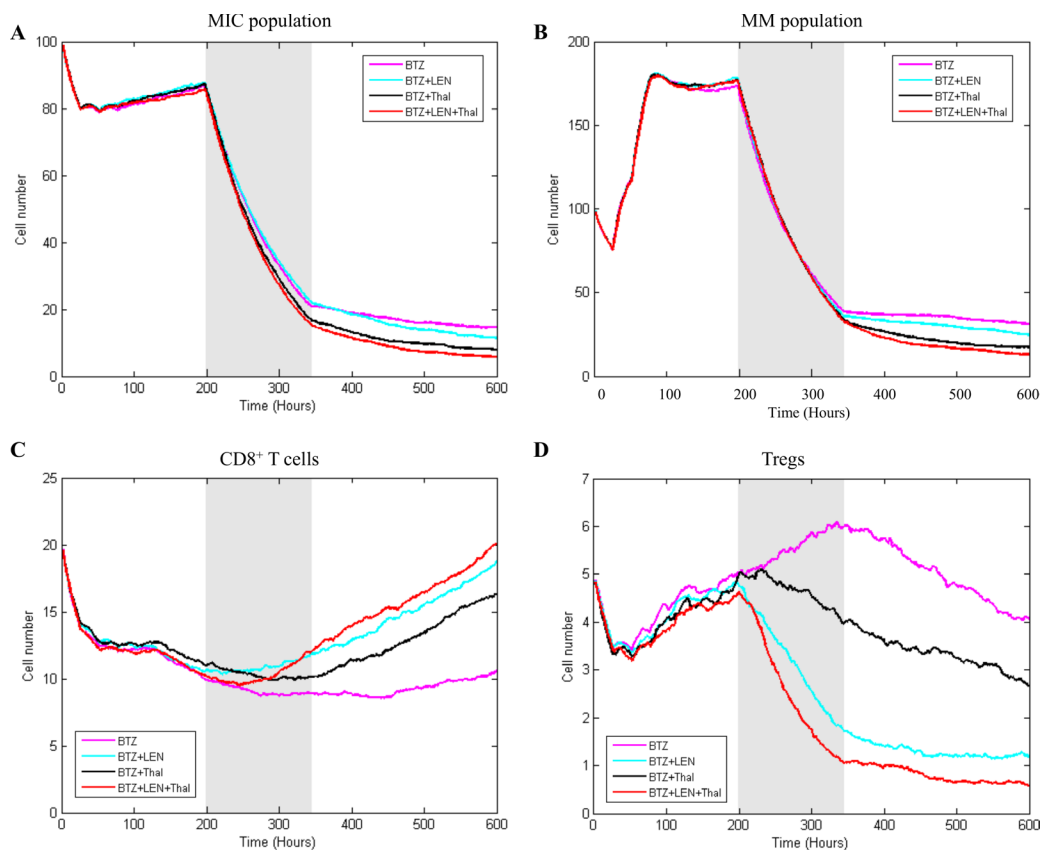 A
MIC population
100
80
60
40
20
0
Cell number
BTZ
BTZ+LEN
BTZ+Thal
BTZ+LEN+Thal
0 100 200 300 400 500 600
Time (Hours)
B
MM population
200
150
100
50
0
Cell number
BTZ
BTZ+LEN
BTZ+Thal
BTZ+LEN+Thal
0 100 200 300 400 500 600
Time (Hours)
C
CD8+ T cells
25
20
15
10
5
0
Cell number
BTZ
BTZ+LEN
BTZ+Thal
BTZ+LEN+Thal
0 100 200 300 400 500 600
Time (Hours)
D
Tregs
7
6
5
4
3
2
1
0
Cell number
BTZ
BTZ+LEN
BTZ+Thal
BTZ+LEN+Thal
0 100 200 300 400 500 600
Time (Hours)